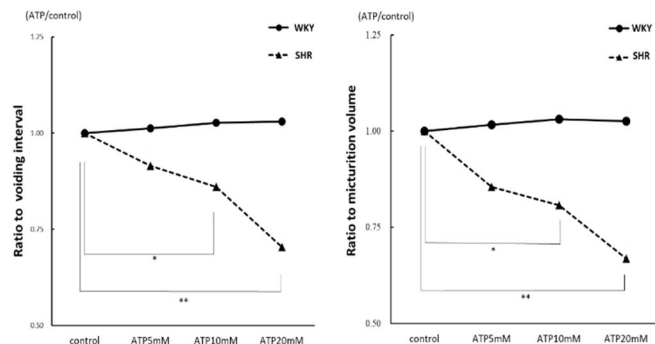 (ATP/control)
WKY
SHR
1.25
1.00
0.75
0.50
Ratio to voiding interval
*
**
control ATP5mM ATP10mM ATP20mM
(ATP/control)
WKY
SHR
1.25
1.00
0.75
0.50
Ratio to micturition volume
*
**
control ATP5mM ATP10mM ATP20mM